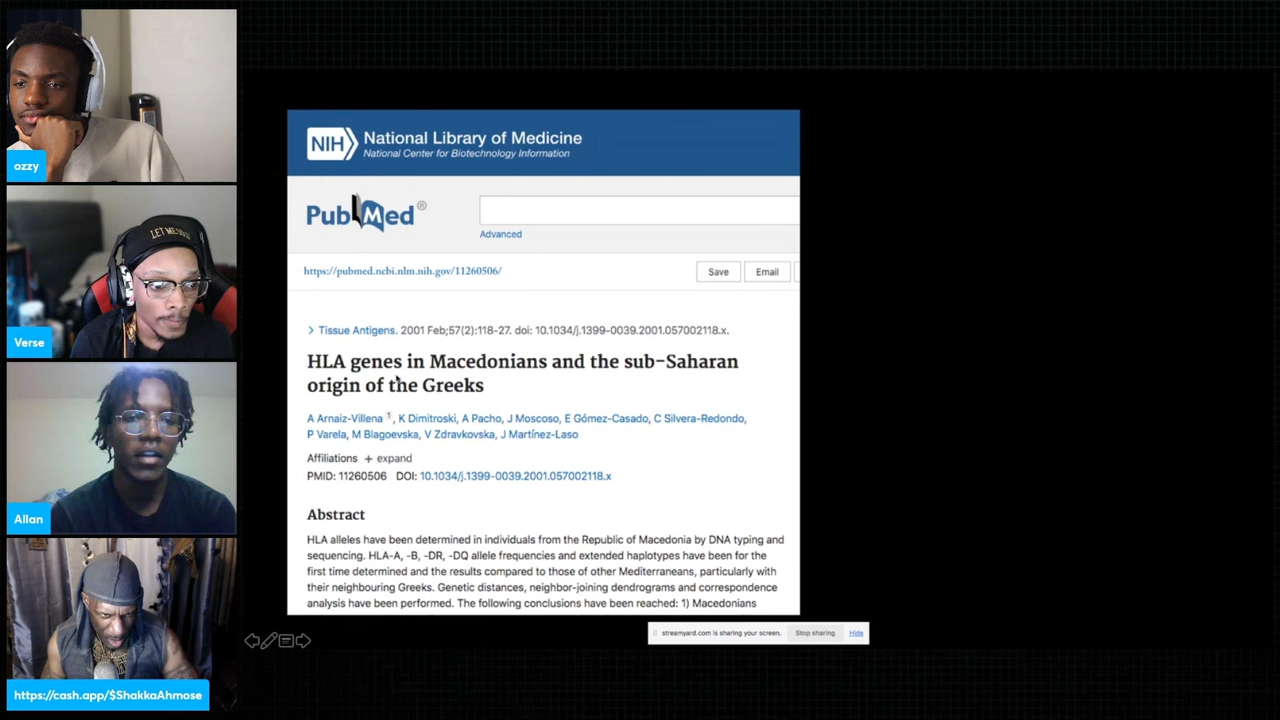 ozzy
LET ME
Verse
Allan
https://cash.app/$ShakkaAhmose
NIH
National Library of Medicine
National Center for Biotechnology Information
PubMed®
Advanced
https://pubmed.ncbi.nlm.nih.gov/11260506/
Save
Email
> Tissue Antigens. 2001 Feb;57(2):118-27. doi: 10.1034/j.1399-0039.2001.057002118.x.
HLA genes in Macedonians and the sub-Saharan
origin of the Greeks
A Arnaiz-Villena 1, K Dimitroski, A Pacho, J Moscoso, E Gómez-Casado, C Silvera-Redondo,
P Varela, M Blagoevska, V Zdravkovska, J Martínez-Laso
Affiliations + expand
PMID: 11260506 DOI: 10.1034/j.1399-0039.2001.057002118.x
Abstract
HLA alleles have been determined in individuals from the Republic of Macedonia by DNA typing and
sequencing. HLA-A, -B, -DR, -DQ allele frequencies and extended haplotypes have been for the
first time determined and the results compared to those of other Mediterraneans, particularly with
their neighbouring Greeks. Genetic distances, neighbor-joining dendrograms and correspondence
analysis have been performed. The following conclusions have been reached: 1) Macedonians
streamyard.com is sharing your screen.
Stop sharing
Hide